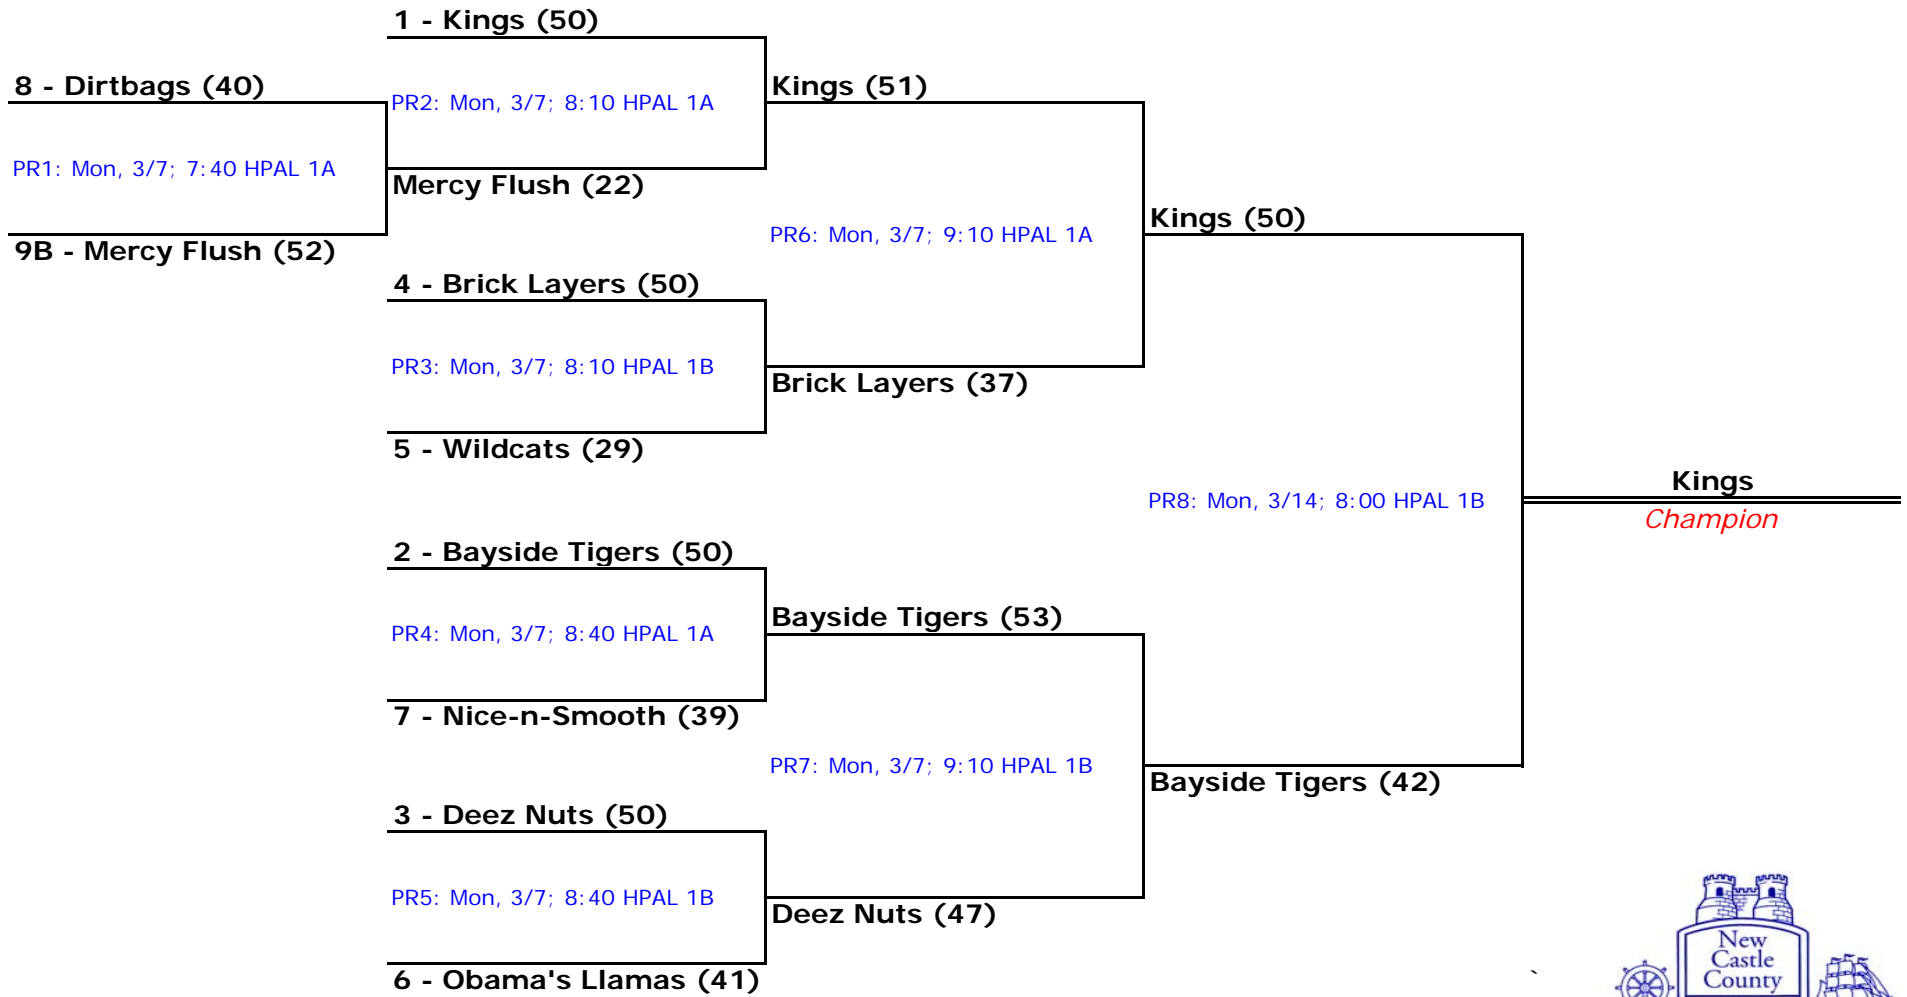 1 - Kings (50)
8 - Dirtbags (40)
PR2: Mon, 3/7; 8:10 HPAL 1A
Kings (51)
PR1: Mon, 3/7; 7:40 HPAL 1A
Mercy Flush (22)
9B - Mercy Flush (52)
PR6: Mon, 3/7; 9:10 HPAL 1A
Kings (50)
4 - Brick Layers (50)
PR3: Mon, 3/7; 8:10 HPAL 1B
Brick Layers (37)
5 - Wildcats (29)
PR8: Mon, 3/14; 8:00 HPAL 1B
Kings
Champion
2 - Bayside Tigers (50)
PR4: Mon, 3/7; 8:40 HPAL 1A
Bayside Tigers (53)
7 - Nice-n-Smooth (39)
PR7: Mon, 3/7; 9:10 HPAL 1B
Bayside Tigers (42)
3 - Deez Nuts (50)
PR5: Mon, 3/7; 8:40 HPAL 1B
Deez Nuts (47)
6 - Obama's Llamas (41)
`
New
Castle
County